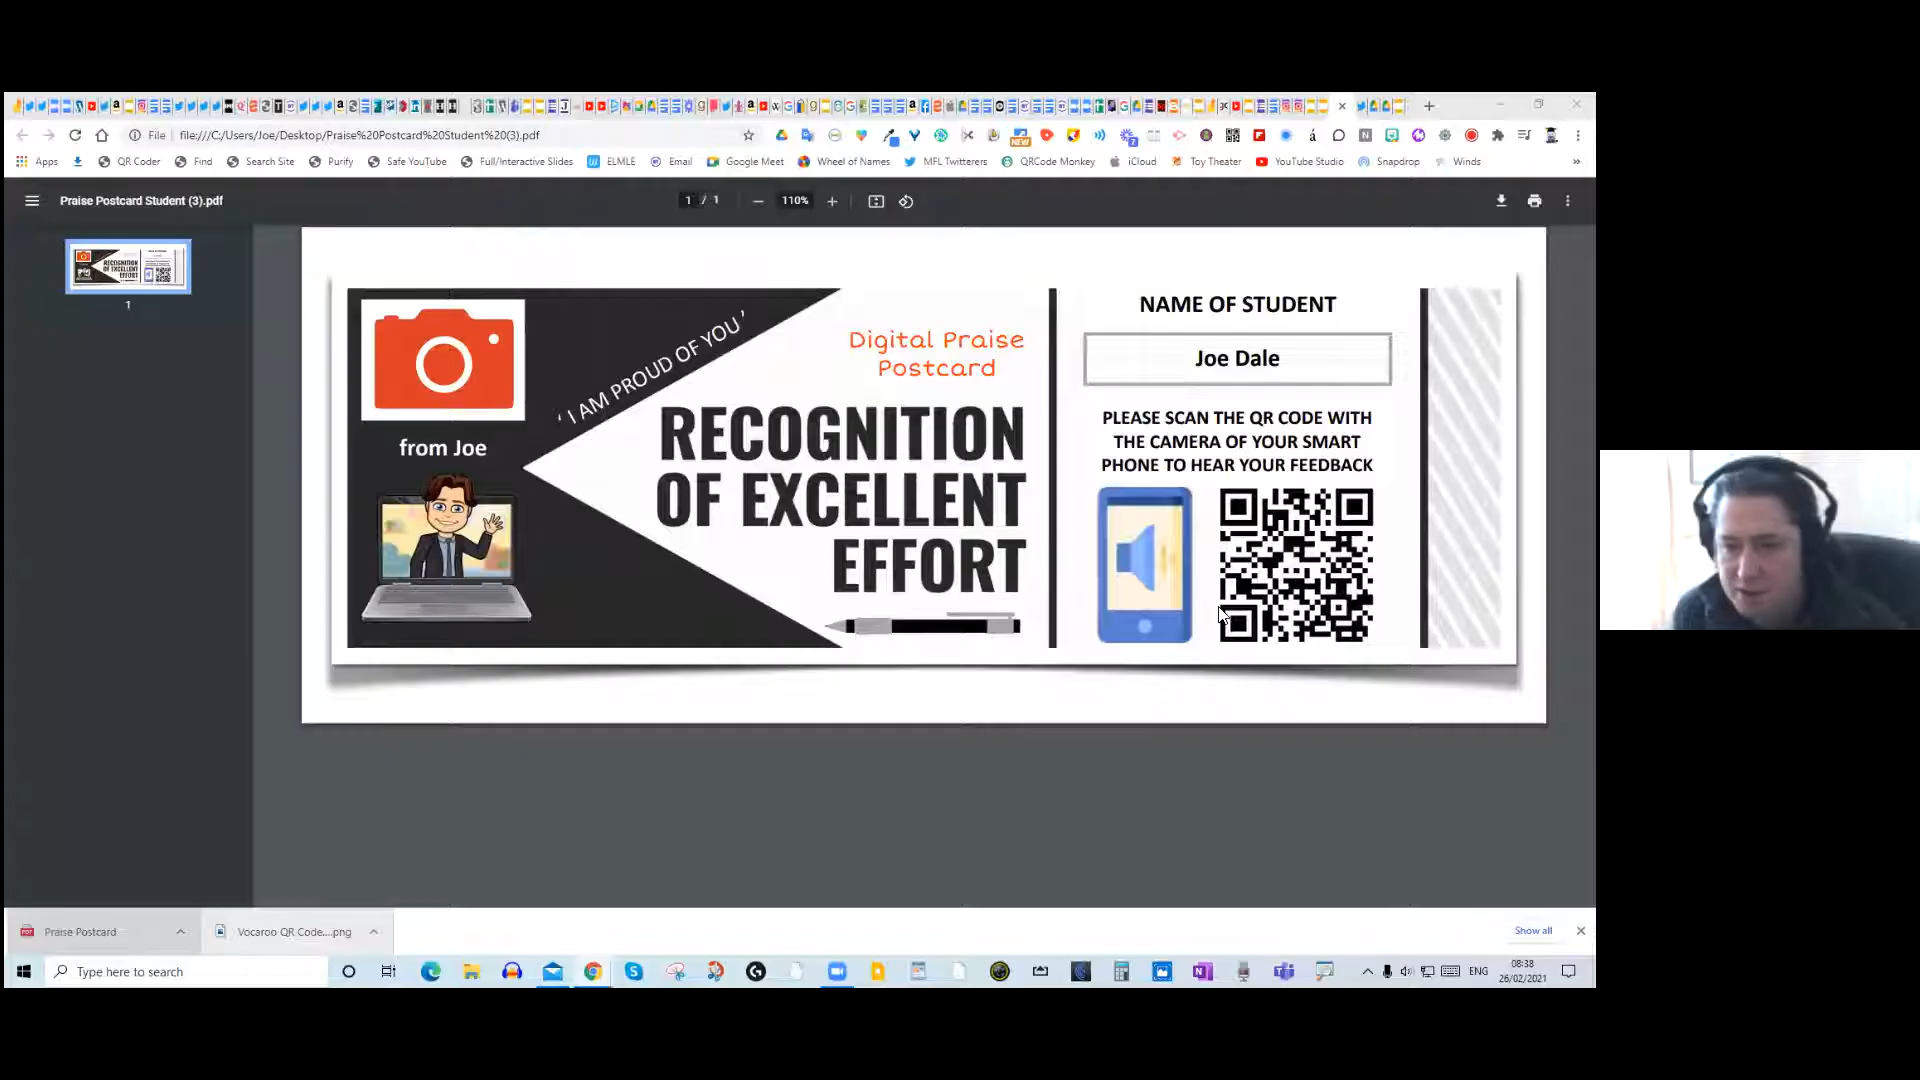 File
file:///C:/Users/Joe/Desktop/Praise%20Postcard%20Student%20(3).pdf
NEW
Apps
QR Coder
Find
Search Site
Purify
Safe YouTube
Full/Interactive Slides
ELMLE
Email
Google Meet
Wheel of Names
MFL Twitterers
QRCode Monkey
iCloud
Toy Theater
YouTube Studio
Snapdrop
Winds
»
Praise Postcard Student (3).pdf
1 / 1
110%
1
from Joe
' I AM PROUD OF YOU '
Digital Praise
Postcard
RECOGNITION
OF EXCELLENT
EFFORT
NAME OF STUDENT
Joe Dale
PLEASE SCAN THE QR CODE WITH
THE CAMERA OF YOUR SMART
PHONE TO HEAR YOUR FEEDBACK
Praise Postcard
Vocaroo QR Code....png
Show all
Type here to search
ENG
08:38
26/02/2021